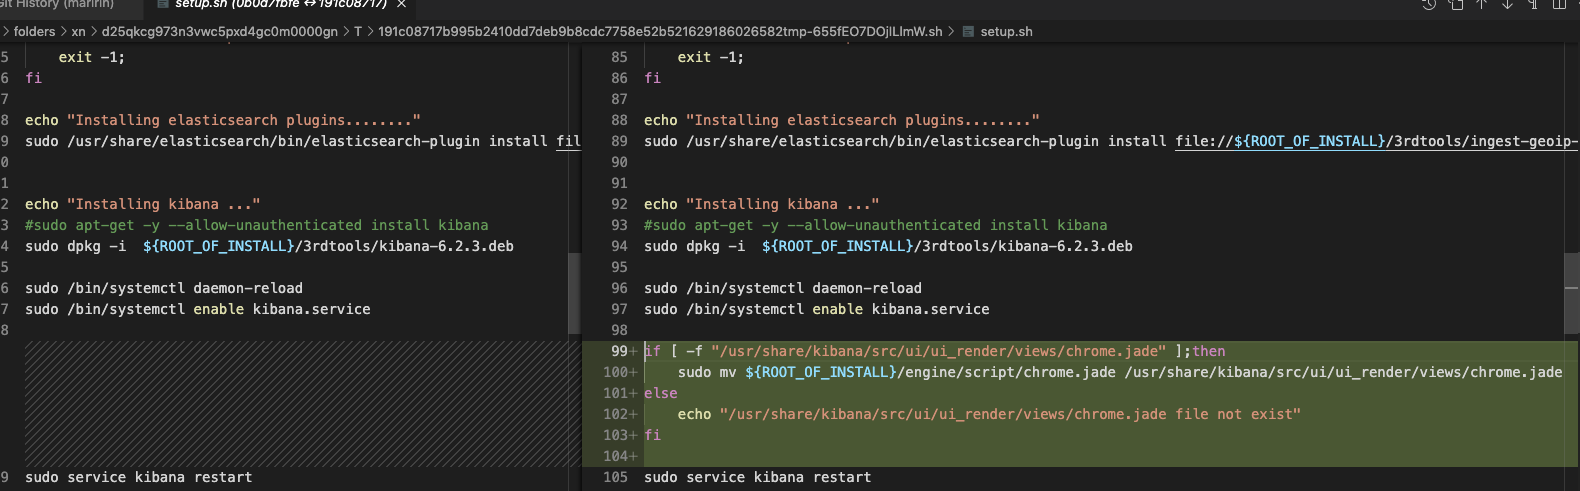 Git History (maririn)
setup.sh (0b0d7fbfe ↔ 191c08717) ×
> folders > xn > d25qkcg973n3vwc5pxd4gc0m0000gn > T > 191c08717b995b2410dd7deb9b8cdc7758e52b521629186026582tmp-655fEO7DOjlLlmW.sh > setup.sh
5 exit -1;
6 fi
7
8 echo "Installing elasticsearch plugins........"
9 sudo /usr/share/elasticsearch/bin/elasticsearch-plugin install fil
0
1
2 echo "Installing kibana ..."
3 #sudo apt-get -y --allow-unauthenticated install kibana
4 sudo dpkg -i  ${ROOT_OF_INSTALL}/3rdtools/kibana-6.2.3.deb
5
6 sudo /bin/systemctl daemon-reload
7 sudo /bin/systemctl enable kibana.service
8
9 sudo service kibana restart
85 exit -1;
86 fi
87
88 echo "Installing elasticsearch plugins........"
89 sudo /usr/share/elasticsearch/bin/elasticsearch-plugin install file://${ROOT_OF_INSTALL}/3rdtools/ingest-geoip-
90
91
92 echo "Installing kibana ..."
93 #sudo apt-get -y --allow-unauthenticated install kibana
94 sudo dpkg -i  ${ROOT_OF_INSTALL}/3rdtools/kibana-6.2.3.deb
95
96 sudo /bin/systemctl daemon-reload
97 sudo /bin/systemctl enable kibana.service
98
99+ if [ -f "/usr/share/kibana/src/ui/ui_render/views/chrome.jade" ];then
100+ sudo mv ${ROOT_OF_INSTALL}/engine/script/chrome.jade /usr/share/kibana/src/ui/ui_render/views/chrome.jade
101+ else
102+ echo "/usr/share/kibana/src/ui/ui_render/views/chrome.jade file not exist"
103+ fi
104+
105 sudo service kibana restart